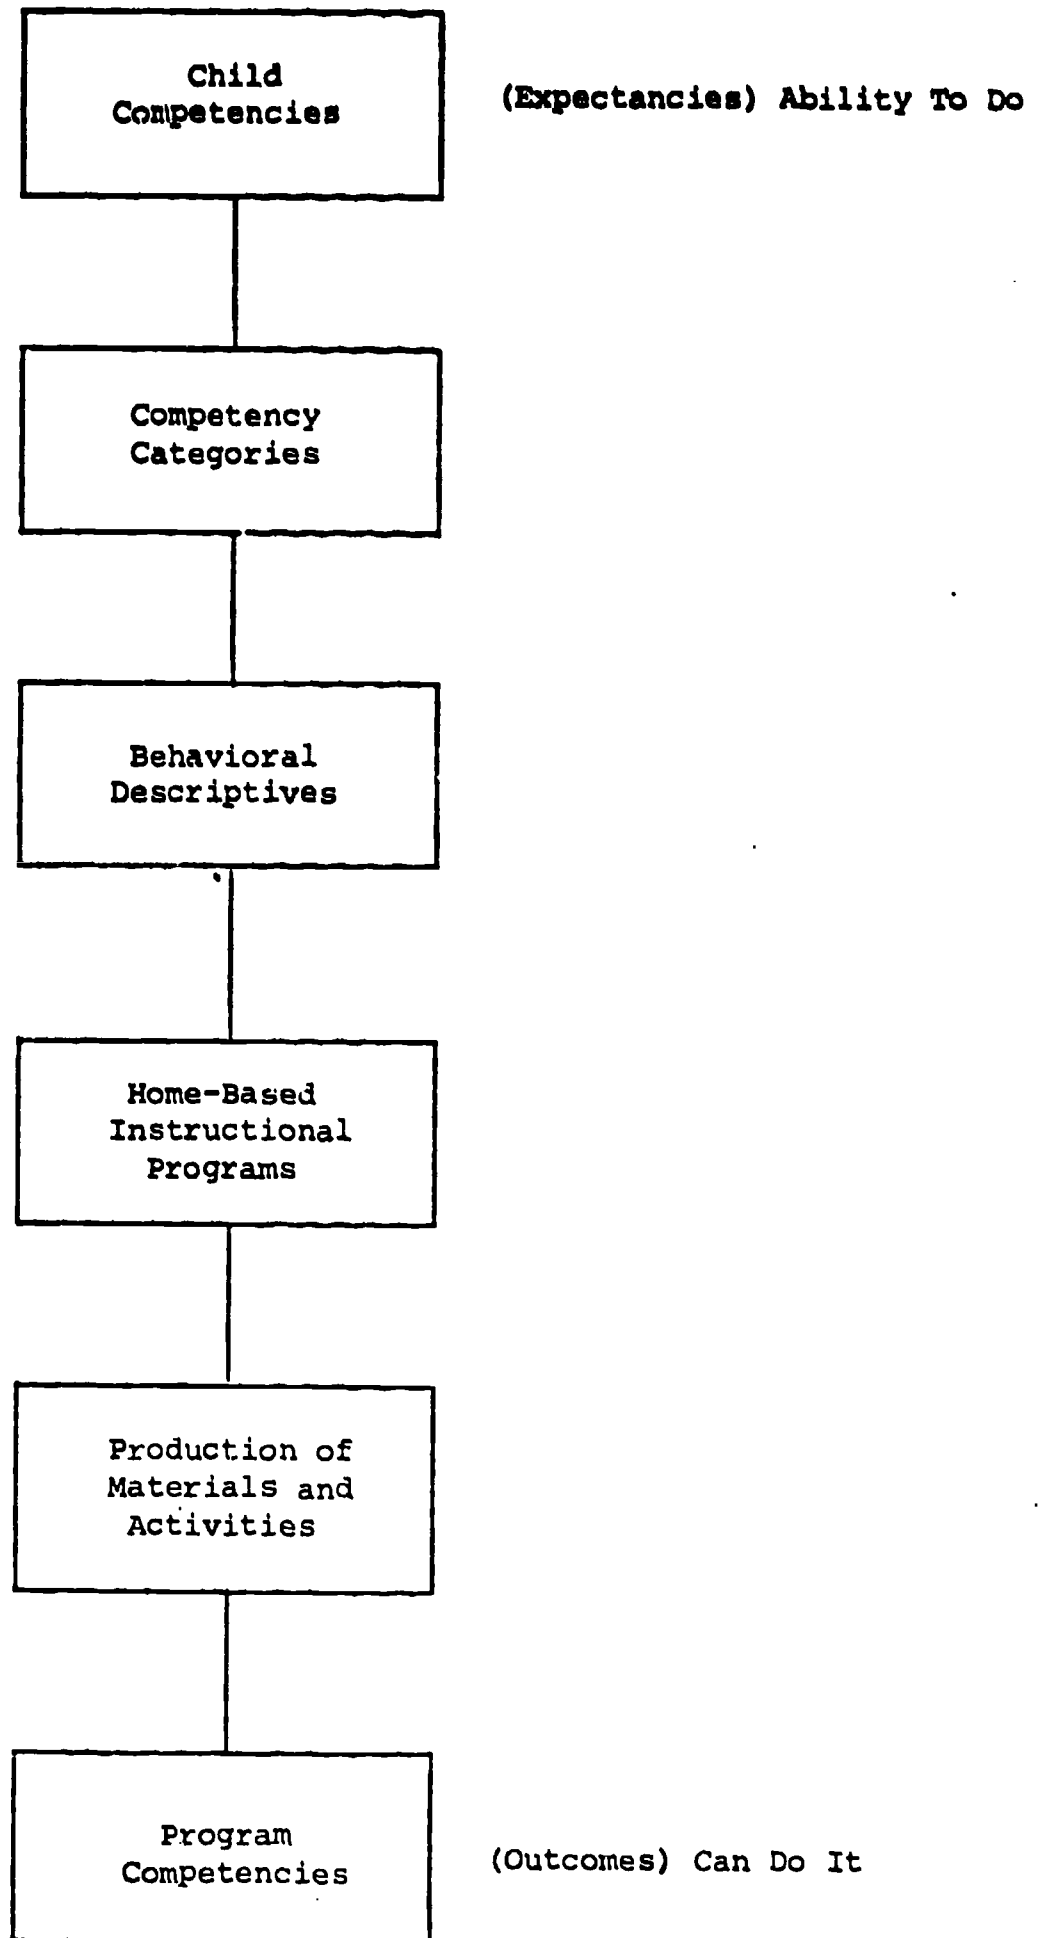 Child
Competencies
(Expectancies) Ability To Do
Competency
Categories
Behavioral
Descriptives
Home-Based
Instructional
Programs
Production of
Materials and
Activities
Program
Competencies
(Outcomes) Can Do It